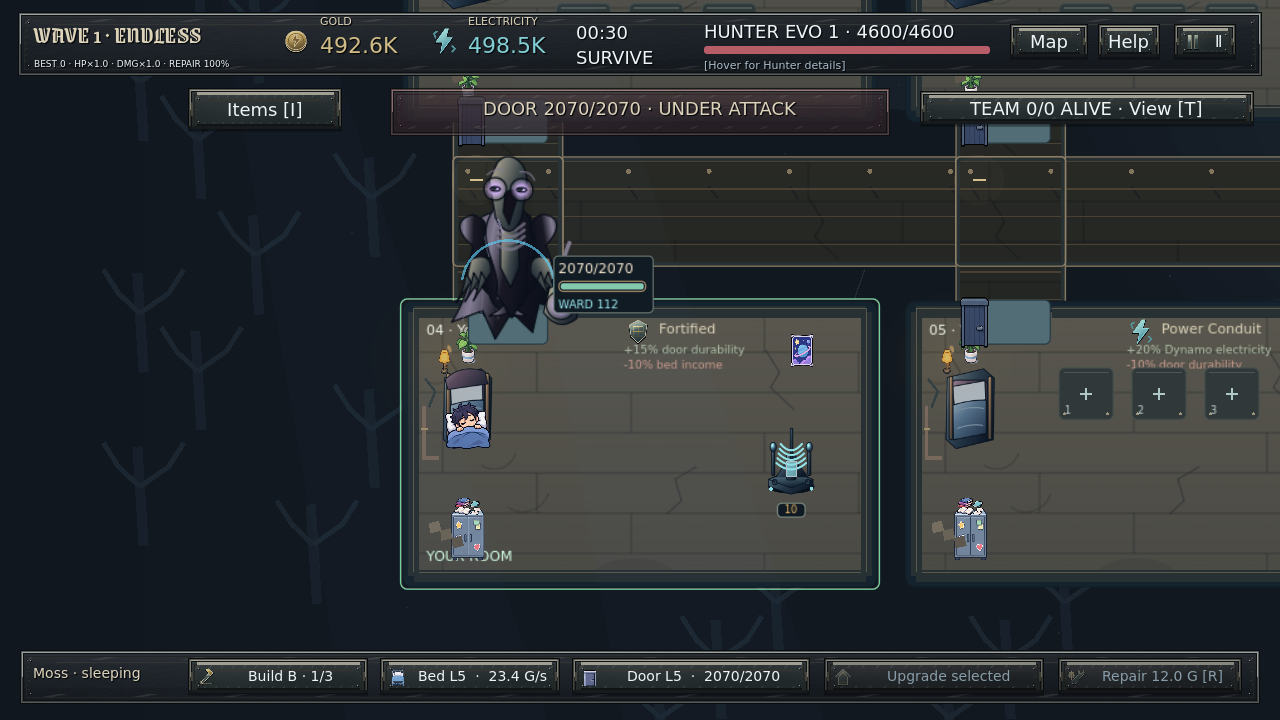 WAVE 1 · ENDLESS
BEST 0 · HP×1.0 · DMG×1.0 · REPAIR 100%
GOLD
492.6K
ELECTRICITY
498.5K
00:30
SURVIVE
HUNTER EVO 1 · 4600/4600
[Hover for Hunter details]
Map
Help
Items [I]
DOOR 2070/2070 · UNDER ATTACK
TEAM 0/0 ALIVE · View [T]
2070/2070
WARD 112
04 ·
Fortified
+15% door durability
-10% bed income
10
YOUR ROOM
05 ·
Power Conduit
+20% Dynamo electricity
-10% door durability
+ + +
1 2 3
Moss · sleeping
Build B · 1/3
Bed L5 · 23.4 G/s
Door L5 · 2070/2070
Upgrade selected
Repair 12.0 G [R]